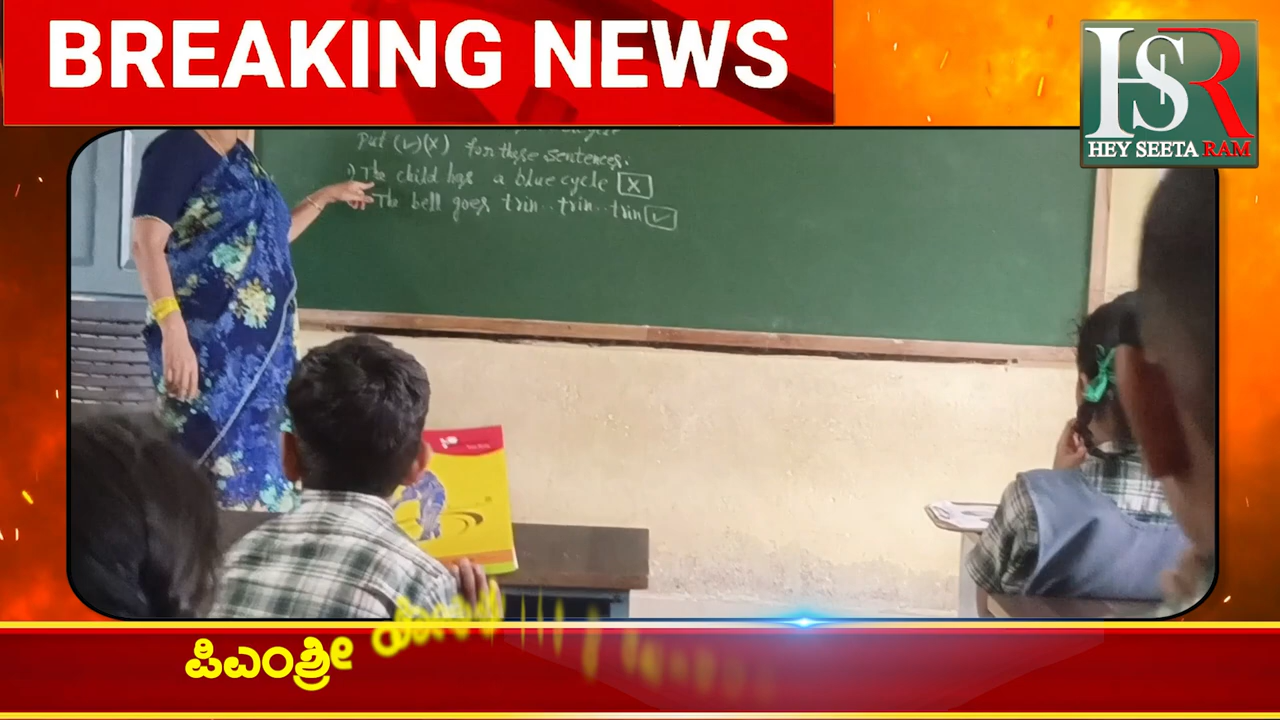 BREAKING NEWS
HSR
HEY SEETA RAM
put (✓)(x) for these sentences.
1) The child has a blue cycle [x]
The bell goes trin.. trin.. trin [✓]
ಪಿಎಂಶ್ರೀ